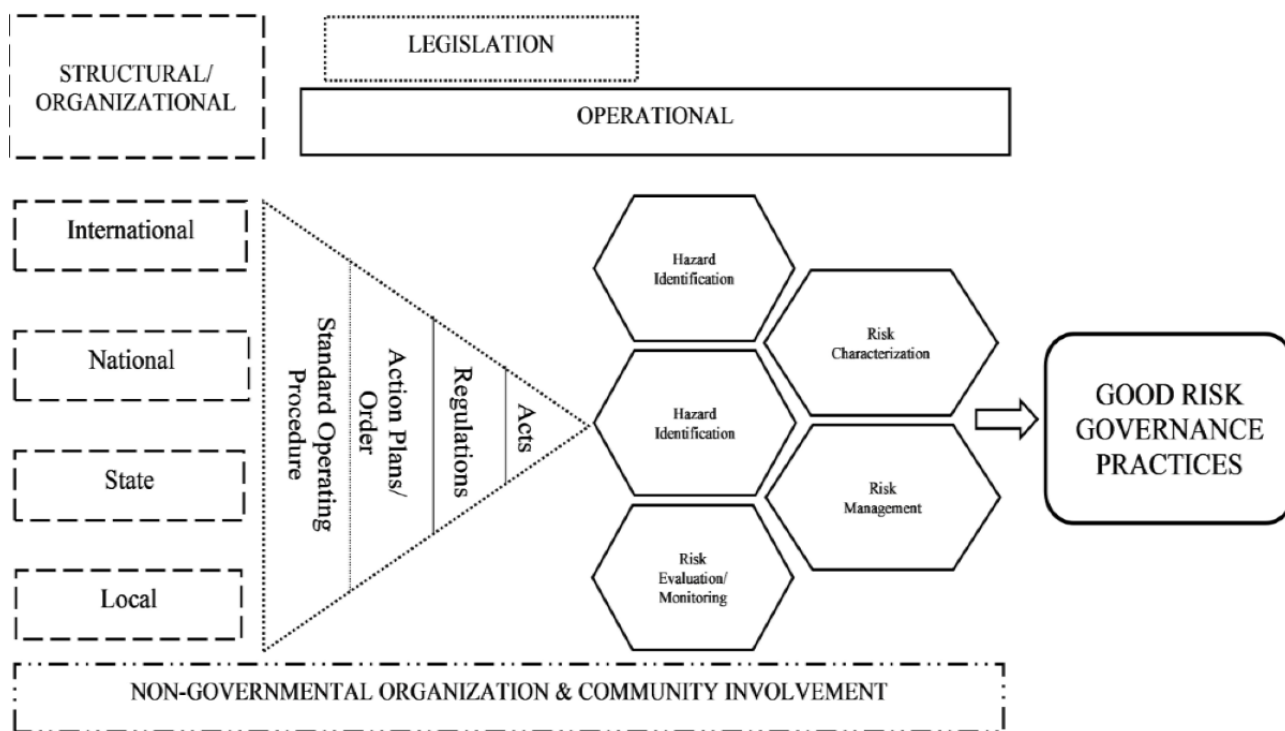 STRUCTURAL/
ORGANIZATIONAL
LEGISLATION
OPERATIONAL
International
National
State
Local
Standard Operating
Procedure
Action Plans/
Order
Regulations
Acts
Hazard
Identification
Risk
Characterization
Hazard
Identification
Risk
Management
Risk
Evaluation/
Monitoring
GOOD RISK
GOVERNANCE
PRACTICES
NON-GOVERNMENTAL ORGANIZATION & COMMUNITY INVOLVEMENT